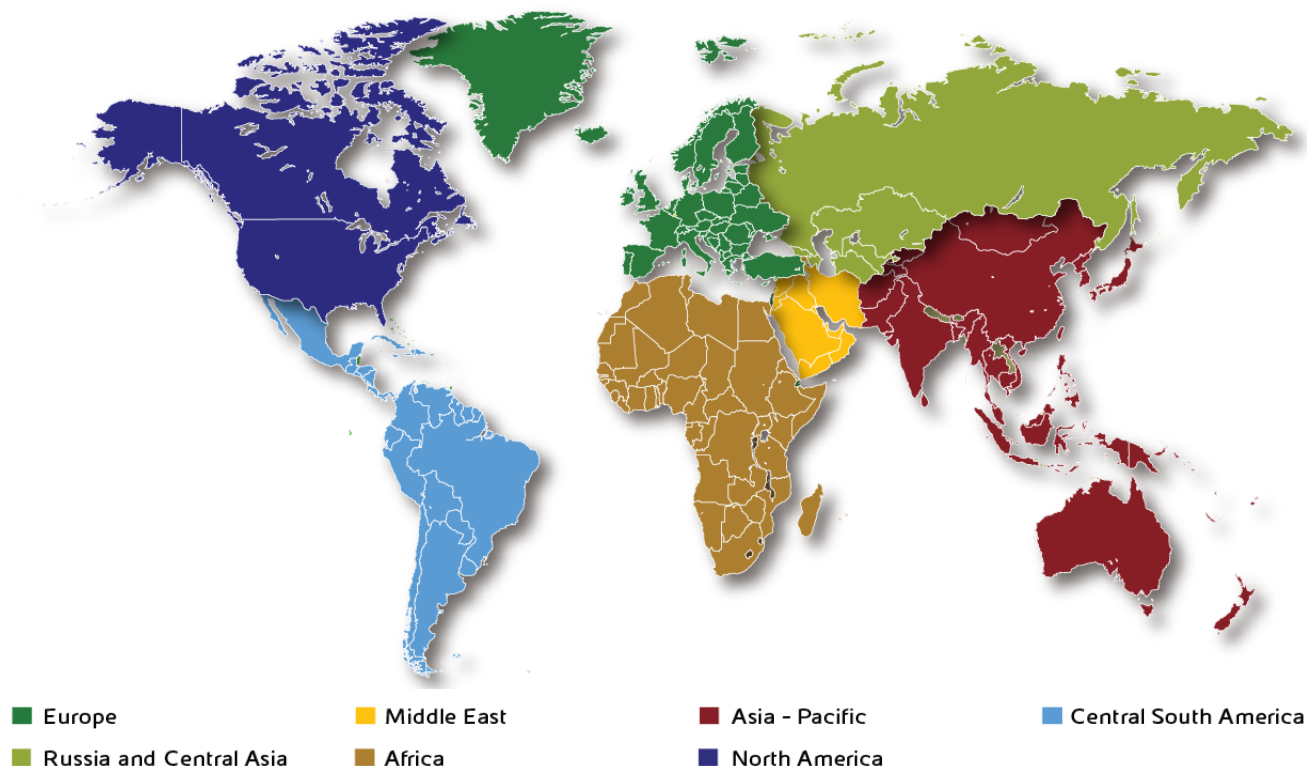 Europe
Middle East
Asia - Pacific
Central South America
Russia and Central Asia
Africa
North America